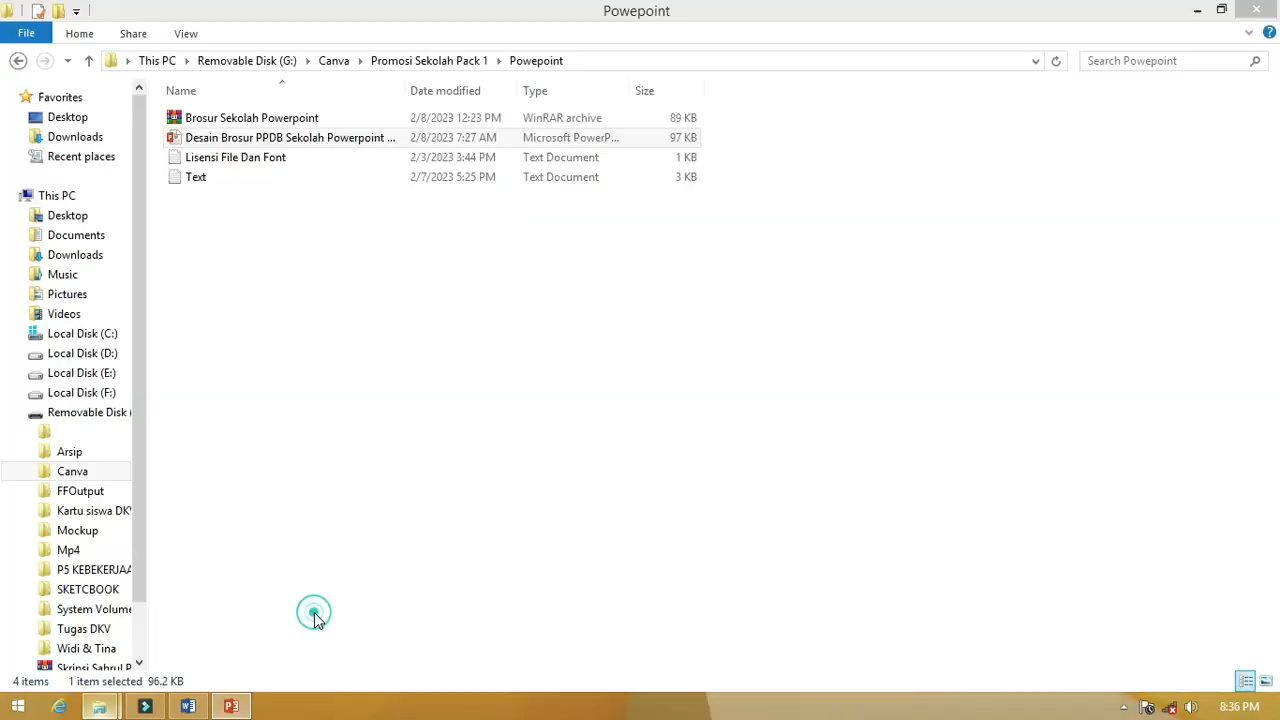 Powepoint
File Home Share View
This PC Removable Disk (G:) Canva Promosi Sekolah Pack 1 Powepoint
Search Powepoint
Name Date modified Type Size
Brosur Sekolah Powerpoint 2/8/2023 12:23 PM WinRAR archive 89 KB
Desain Brosur PPDB Sekolah Powerpoint ... 2/8/2023 7:27 AM Microsoft PowerP... 97 KB
Lisensi File Dan Font 2/3/2023 3:44 PM Text Document 1 KB
Text 2/7/2023 5:25 PM Text Document 3 KB
Favorites
Desktop
Downloads
Recent places
This PC
Desktop
Documents
Downloads
Music
Pictures
Videos
Local Disk (C:)
Local Disk (D:)
Local Disk (E:)
Local Disk (F:)
Removable Disk (
Arsip
Canva
FFOutput
Kartu siswa DKV
Mockup
Mp4
P5 KEBEKERJAA
SKETCBOOK
System Volume
Tugas DKV
Widi & Tina
Skripsi Sahrul P
4 items 1 item selected 96.2 KB
8:36 PM